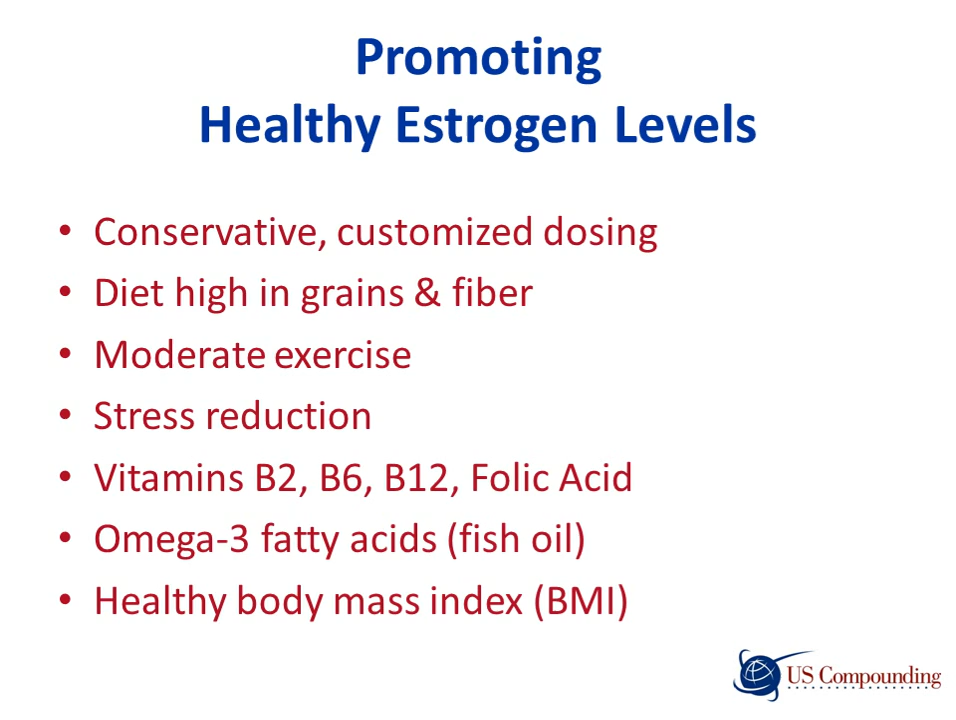 Promoting
Healthy Estrogen Levels
• Conservative, customized dosing
• Diet high in grains & fiber
• Moderate exercise
• Stress reduction
• Vitamins B2, B6, B12, Folic Acid
• Omega-3 fatty acids (fish oil)
• Healthy body mass index (BMI)
US Compounding